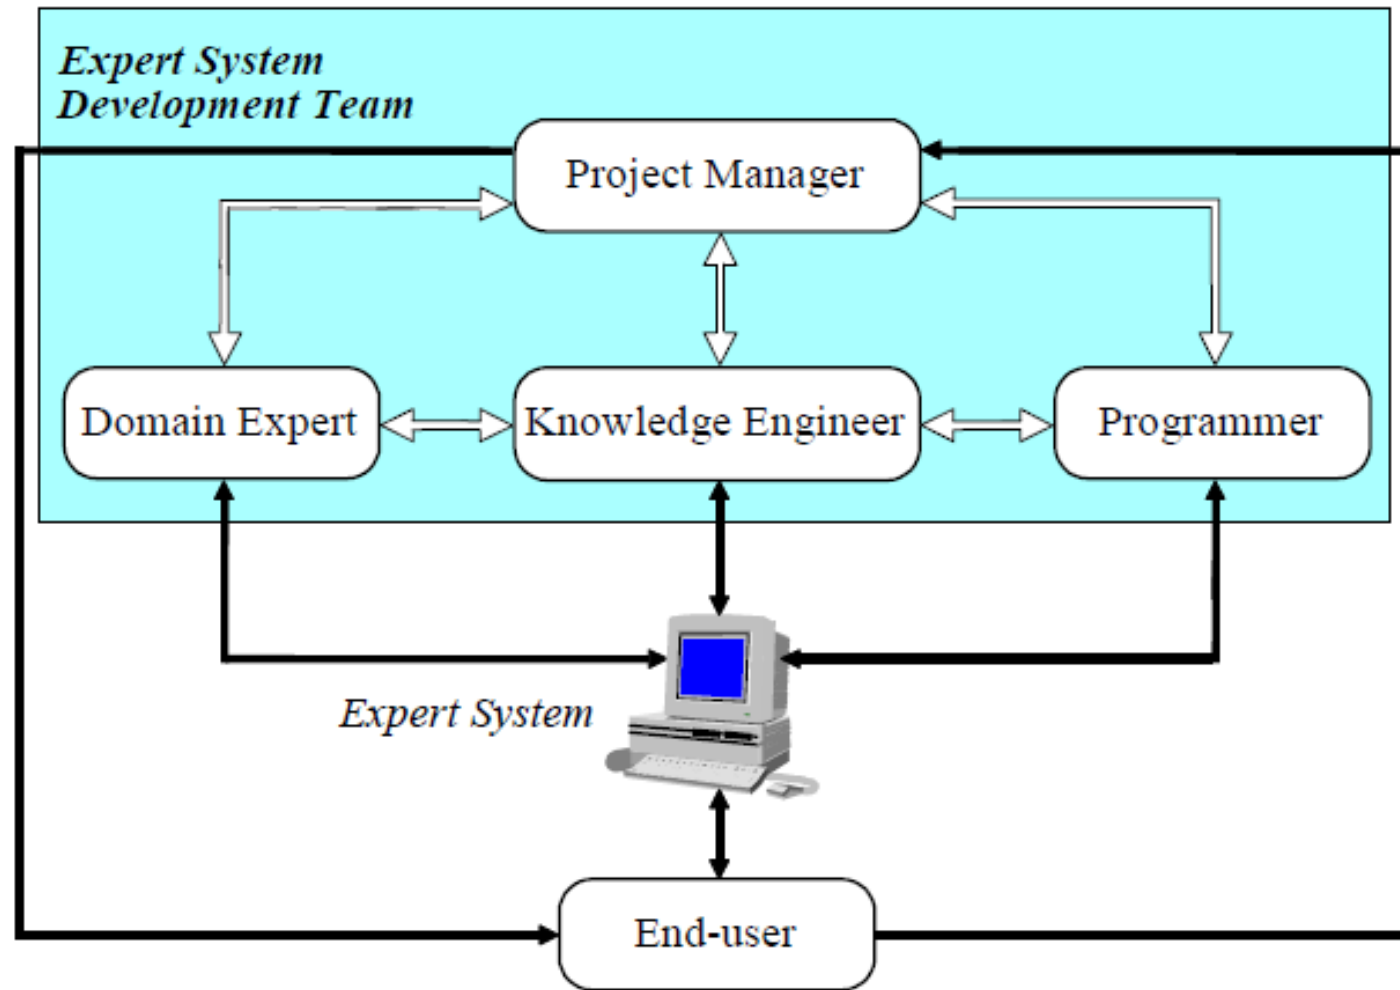 Expert System
Development Team
Project Manager
Domain Expert
Knowledge Engineer
Programmer
Expert System
End-user